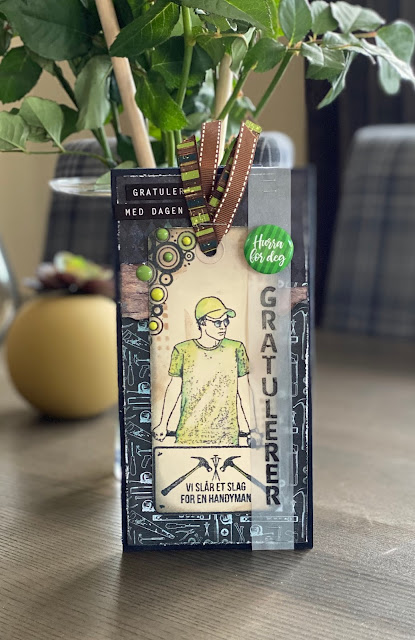 GRATULERER
MED DAGEN
Hurra
for deg
GRATULERER
VI SLÅR ET SLAG
FOR EN HANDYMAN